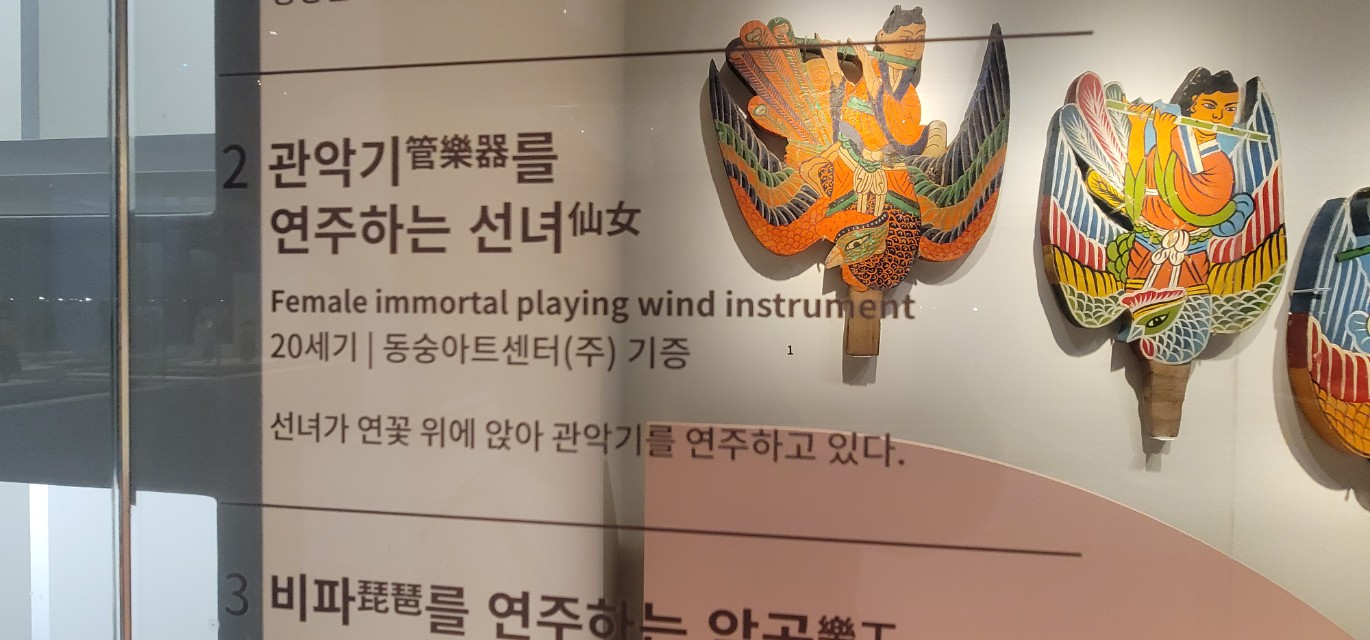 2 관악기管樂器를
연주하는 선녀仙女
Female immortal playing wind instrument
20세기 | 동숭아트센터(주) 기증
1
선녀가 연꽃 위에 앉아 관악기를 연주하고 있다.
3 비파琵琶를 연주하는 악공樂工